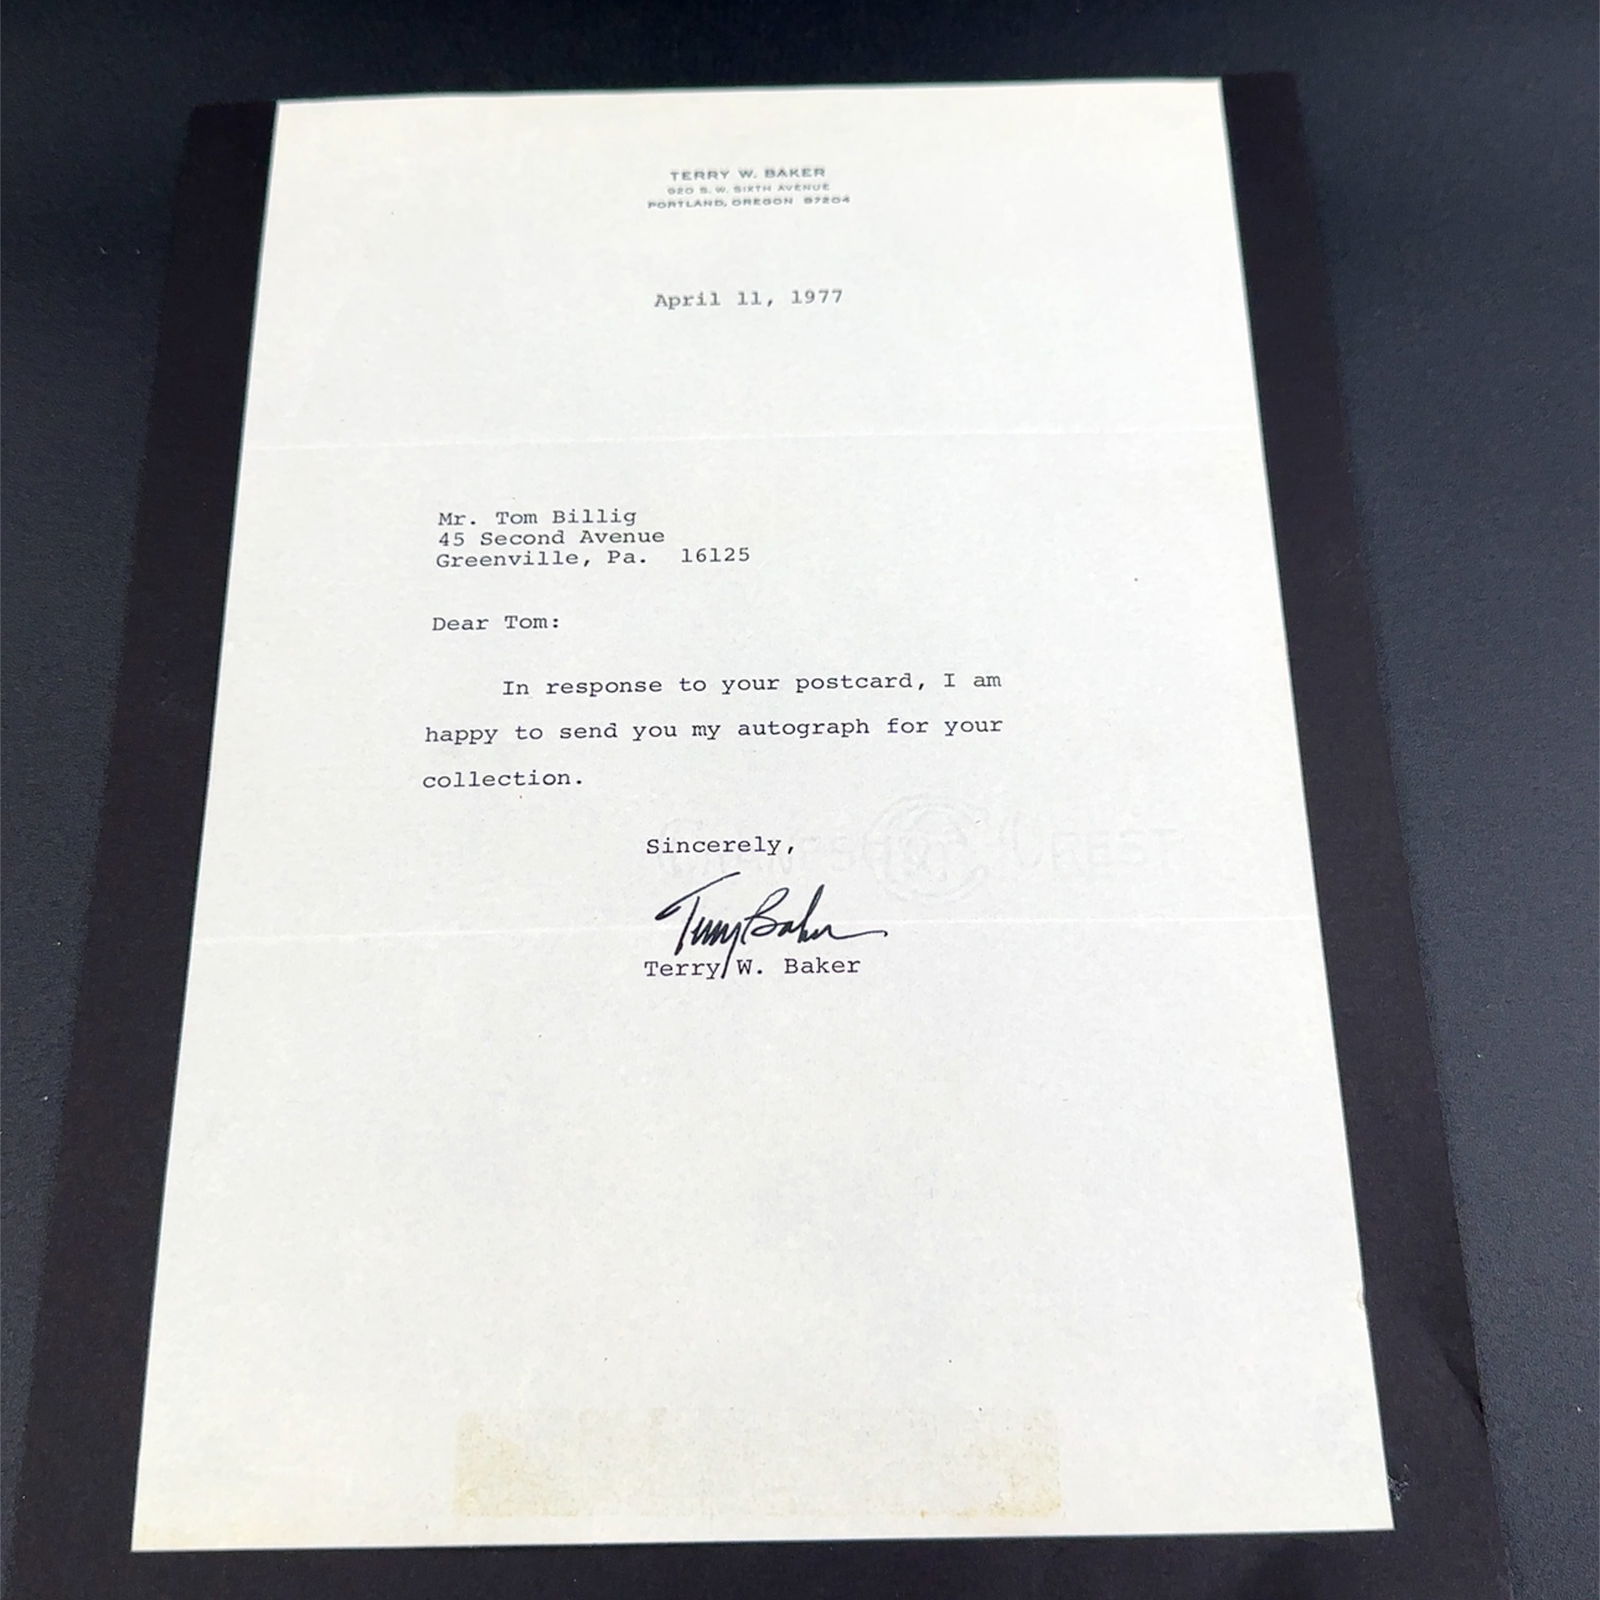 TERRY W. BAKER
920 S. W. SIXTH AVENUE
PORTLAND, OREGON 97204
April 11, 1977
Mr. Tom Billig
45 Second Avenue
Greenville, Pa. 16125
Dear Tom:
In response to your postcard, I am
happy to send you my autograph for your
collection.
Sincerely,
Terry Baker
Terry W. Baker